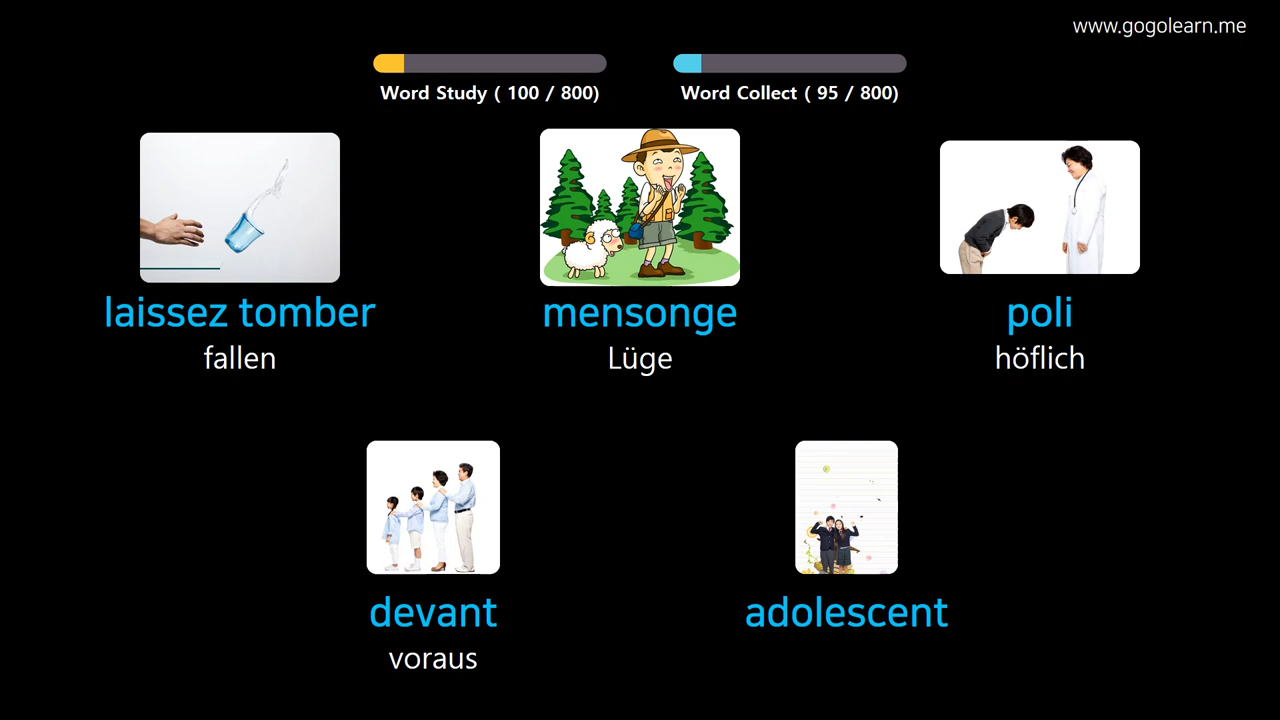 www.gogolearn.me
Word Study ( 100 / 800)
Word Collect ( 95 / 800)
laissez tomber
fallen
mensonge
Lüge
poli
höflich
devant
voraus
adolescent